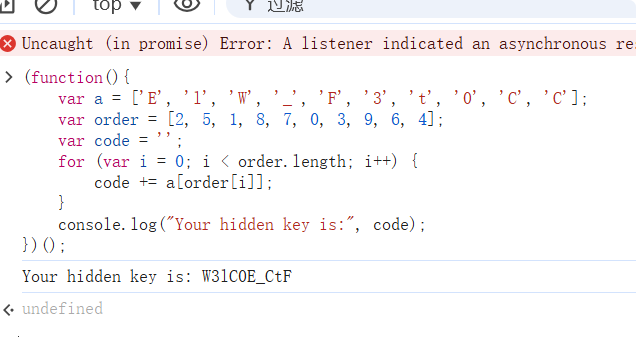 top ▼ 过滤
Uncaught (in promise) Error: A listener indicated an asynchronous re
(function(){
    var a = ['E', 'l', 'W', '_', 'F', '3', 't', '0', 'C', 'C'];
    var order = [2, 5, 1, 8, 7, 0, 3, 9, 6, 4];
    var code = '';
    for (var i = 0; i < order.length; i++) {
        code += a[order[i]];
    }
    console.log("Your hidden key is:", code);
})();
Your hidden key is: W3lC0E_CtF
undefined